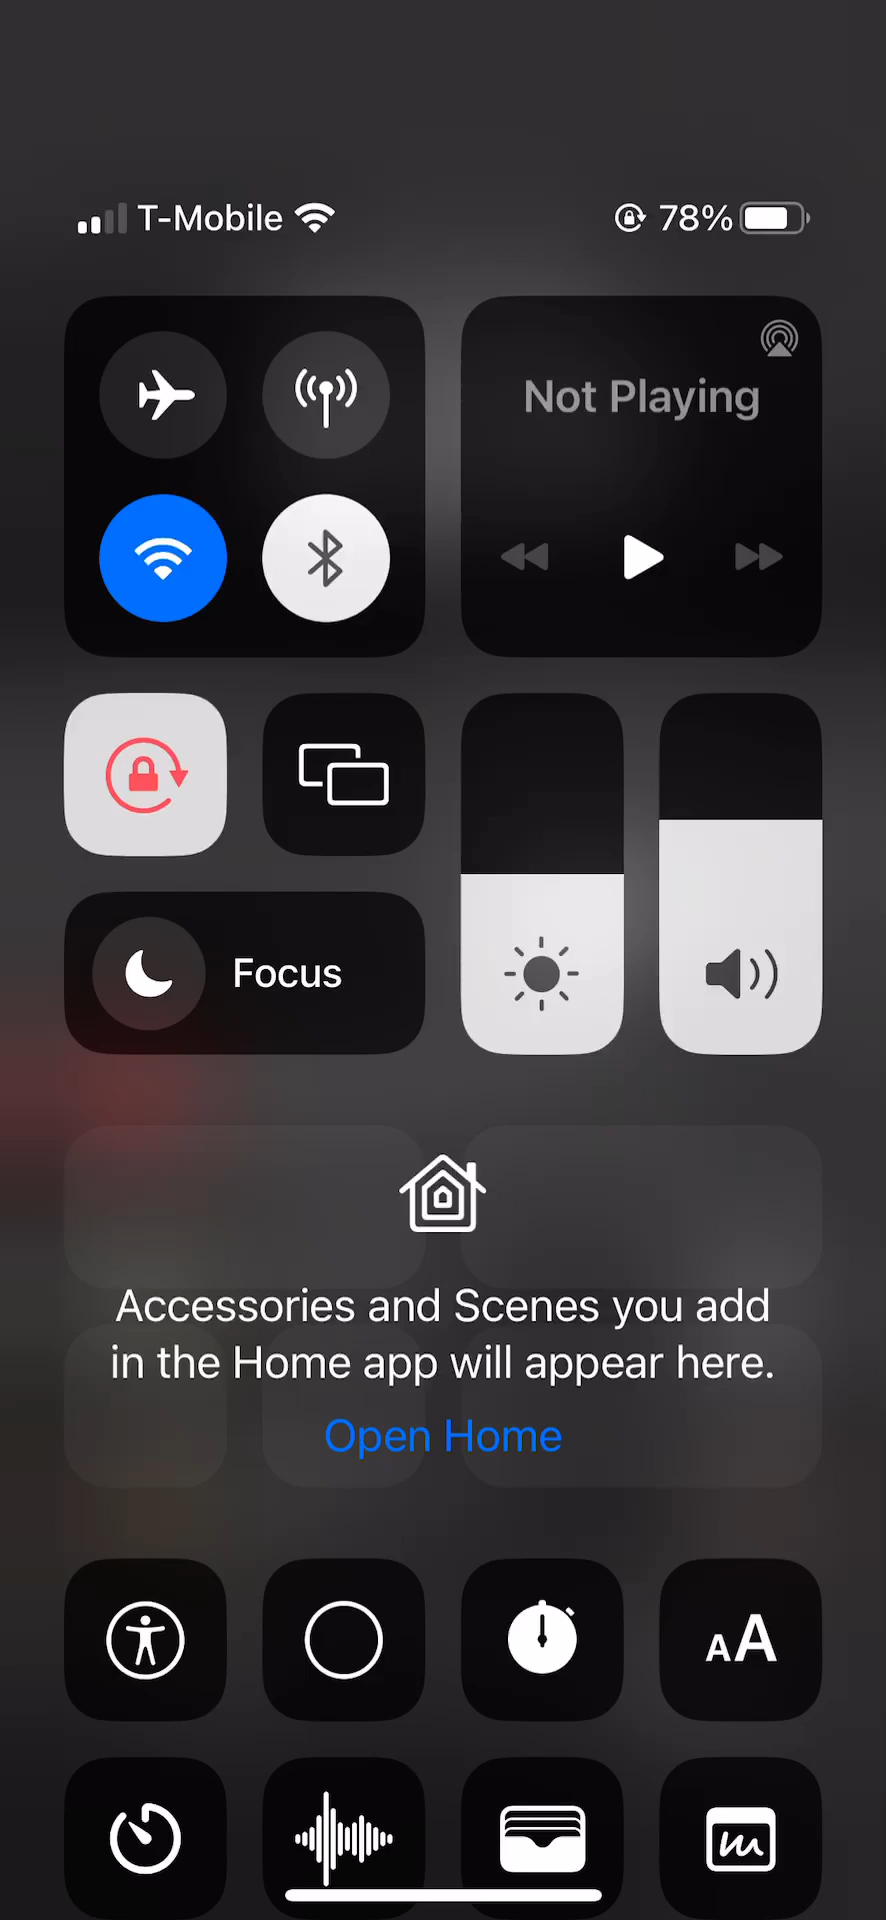 T-Mobile 78%
Not Playing
Focus
Accessories and Scenes you add
in the Home app will appear here.
Open Home
AA